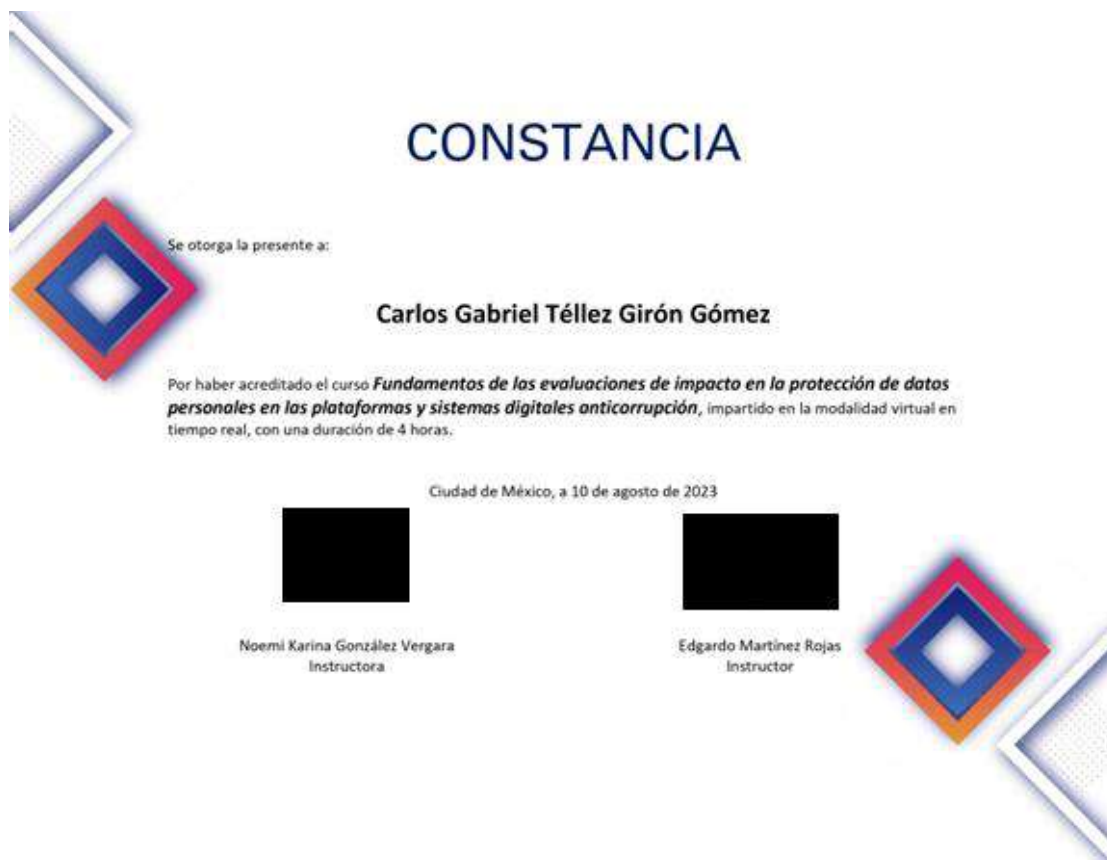 CONSTANCIA
Se otorga la presente a:
Carlos Gabriel Téllez Girón Gómez
Por haber acreditado el curso Fundamentos de las evaluaciones de impacto en la protección de datos
personales en las plataformas y sistemas digitales anticorrupción, impartido en la modalidad virtual en
tiempo real, con una duración de 4 horas.
Ciudad de México, a 10 de agosto de 2023
Noemí Karina González Vergara
Instructora
Edgardo Martínez Rojas
Instructor